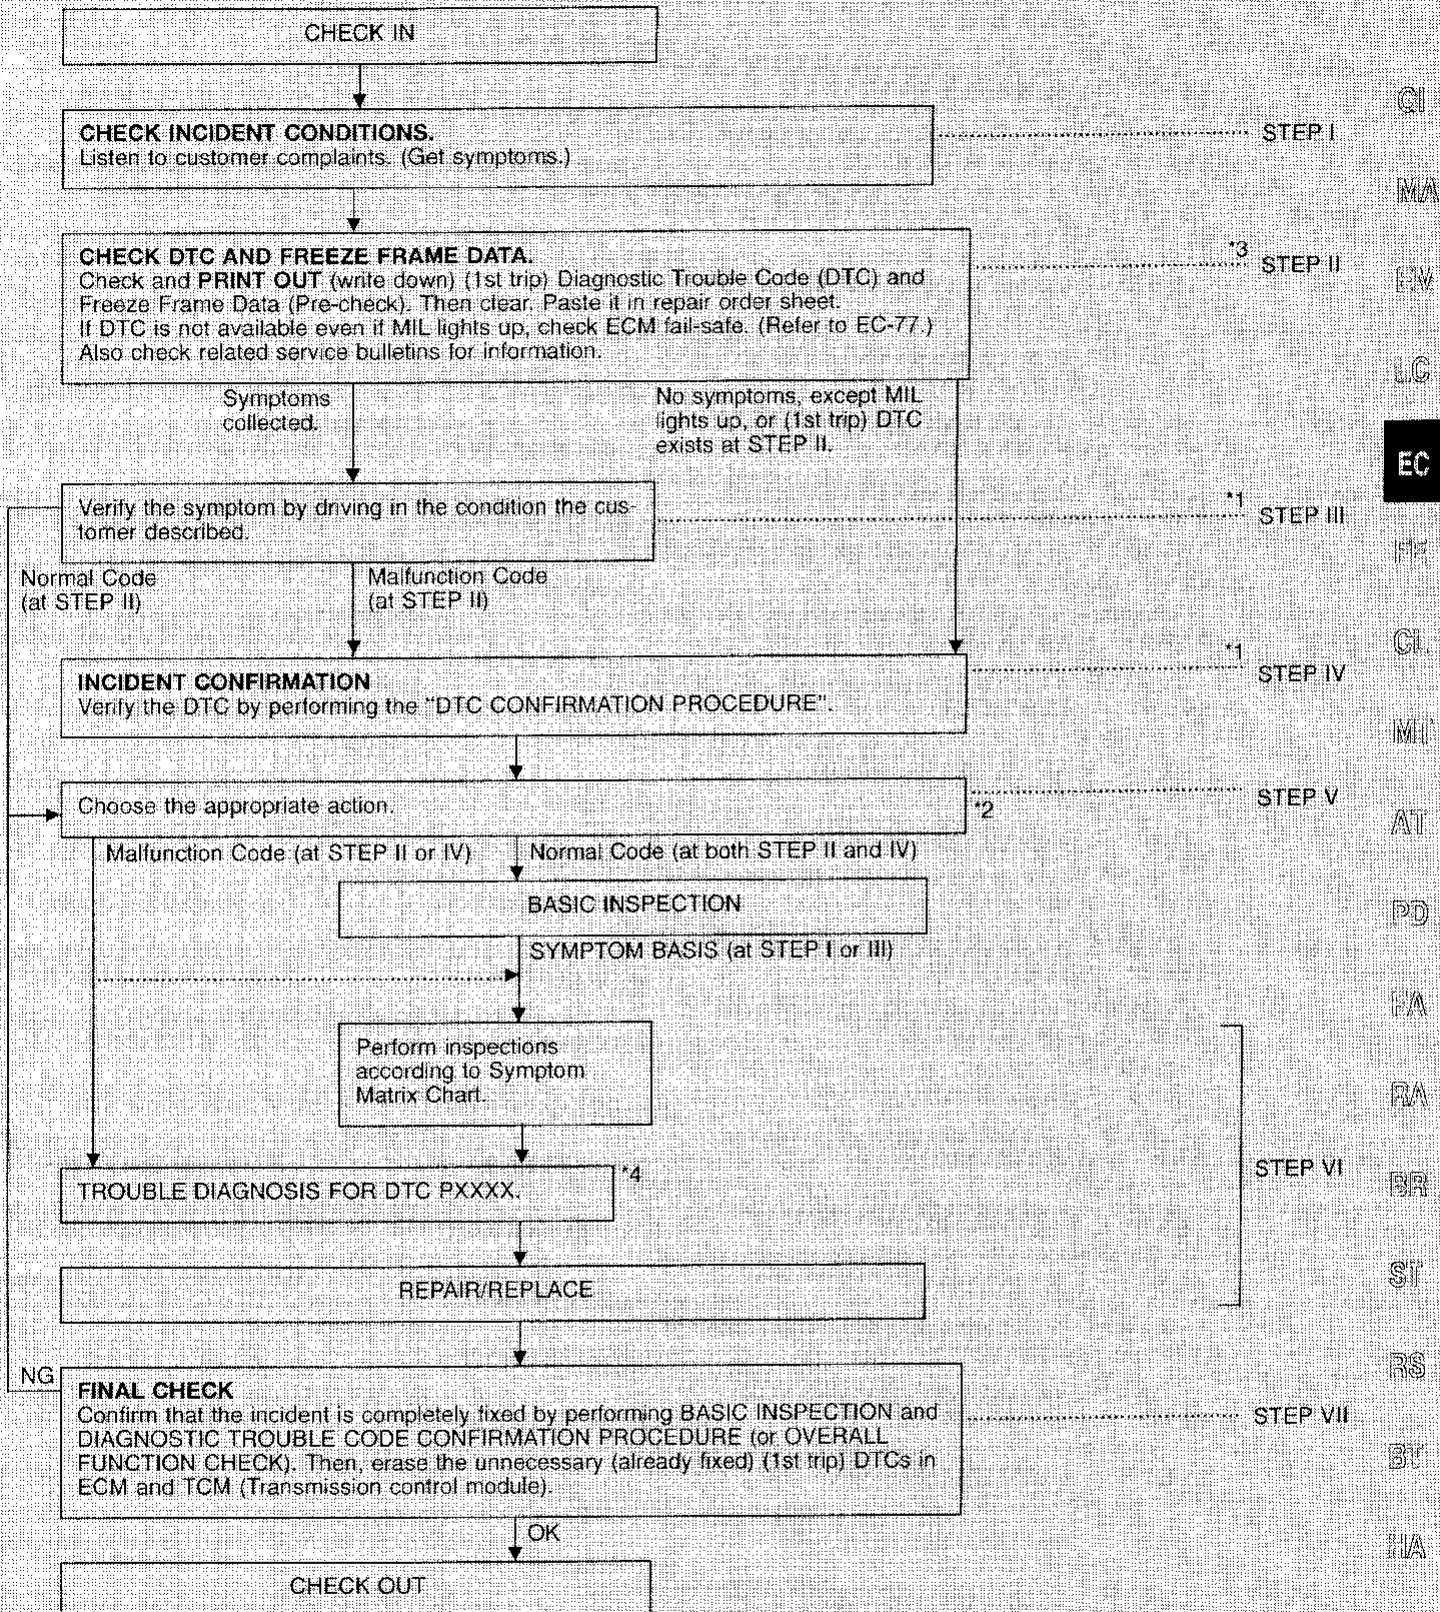 CHECK IN
CHECK INCIDENT CONDITIONS.
Listen to customer complaints. (Get symptoms.)
STEP I
CHECK DTC AND FREEZE FRAME DATA.
Check and PRINT OUT (write down) (1st trip) Diagnostic Trouble Code (DTC) and
Freeze Frame Data (Pre-check). Then clear. Paste it in repair order sheet.
If DTC is not available even if MIL lights up, check ECM fail-safe. (Refer to EC-77.)
Also check related service bulletins for information.
*3
STEP II
Symptoms
collected.
No symptoms, except MIL
lights up, or (1st trip) DTC
exists at STEP II.
Verify the symptom by driving in the condition the cus-
tomer described.
*1
STEP III
Normal Code
(at STEP II)
Malfunction Code
(at STEP II)
INCIDENT CONFIRMATION
Verify the DTC by performing the "DTC CONFIRMATION PROCEDURE".
*1
STEP IV
Choose the appropriate action.
*2
STEP V
Malfunction Code (at STEP II or IV)
Normal Code (at both STEP II and IV)
BASIC INSPECTION
SYMPTOM BASIS (at STEP I or III)
Perform inspections
according to Symptom
Matrix Chart.
TROUBLE DIAGNOSIS FOR DTC PXXXX.
*4
STEP VI
REPAIR/REPLACE
NG
FINAL CHECK
Confirm that the incident is completely fixed by performing BASIC INSPECTION and
DIAGNOSTIC TROUBLE CODE CONFIRMATION PROCEDURE (or OVERALL
FUNCTION CHECK). Then, erase the unnecessary (already fixed) (1st trip) DTCs in
ECM and TCM (Transmission control module).
STEP VII
OK
CHECK OUT
GI
MA
EM
LC
EC
FE
CL
MT
AT
PD
FA
RA
BR
ST
RS
BT
HA